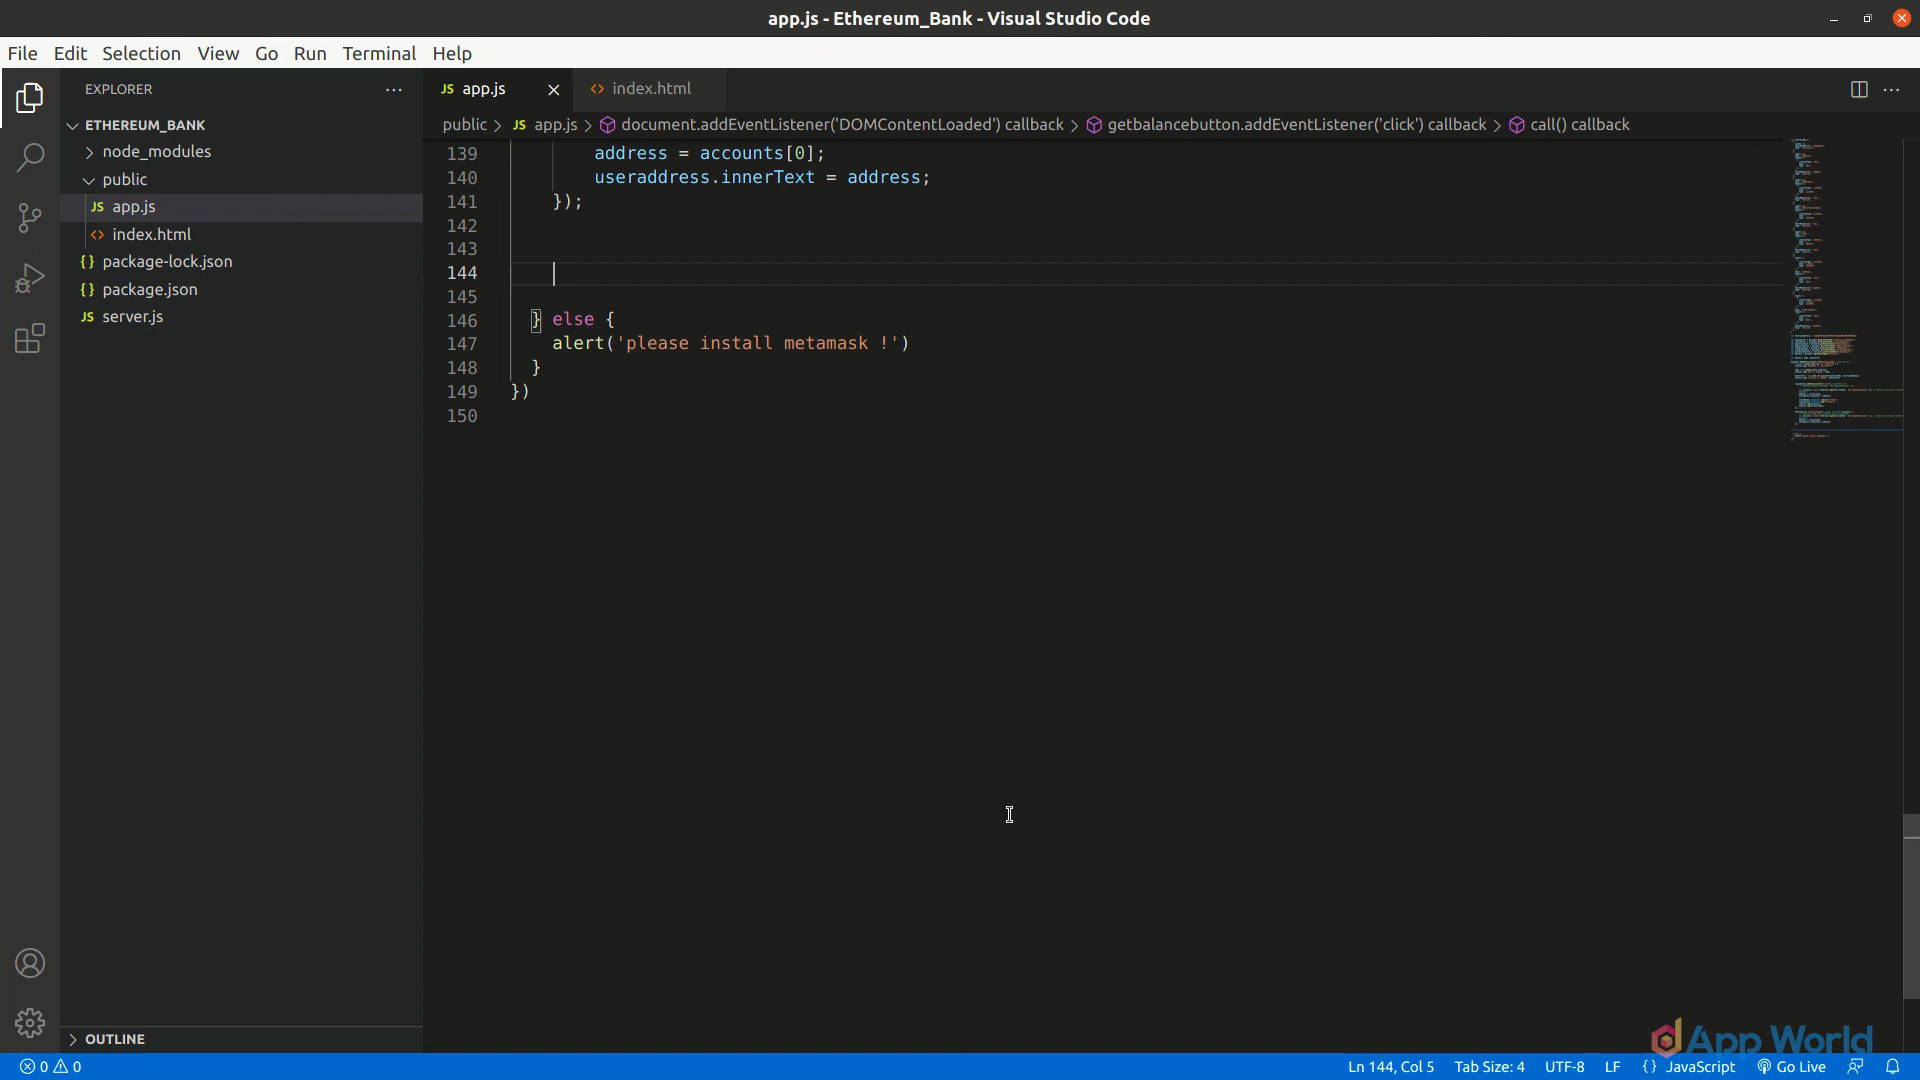 app.js - Ethereum_Bank - Visual Studio Code
File Edit Selection View Go Run Terminal Help
EXPLORER
ETHEREUM_BANK
node_modules
public
JS app.js
<> index.html
{} package-lock.json
{} package.json
JS server.js
OUTLINE
JS app.js
<> index.html
public > JS app.js > document.addEventListener('DOMContentLoaded') callback > getbalancebutton.addEventListener('click') callback > call() callback
139 address = accounts[0];
140 useraddress.innerText = address;
141 });
142
143
144
145
146 } else {
147 alert('please install metamask !')
148 }
149 })
150
App World
0 0
Ln 144, Col 5 Tab Size: 4 UTF-8 LF {} JavaScript Go Live